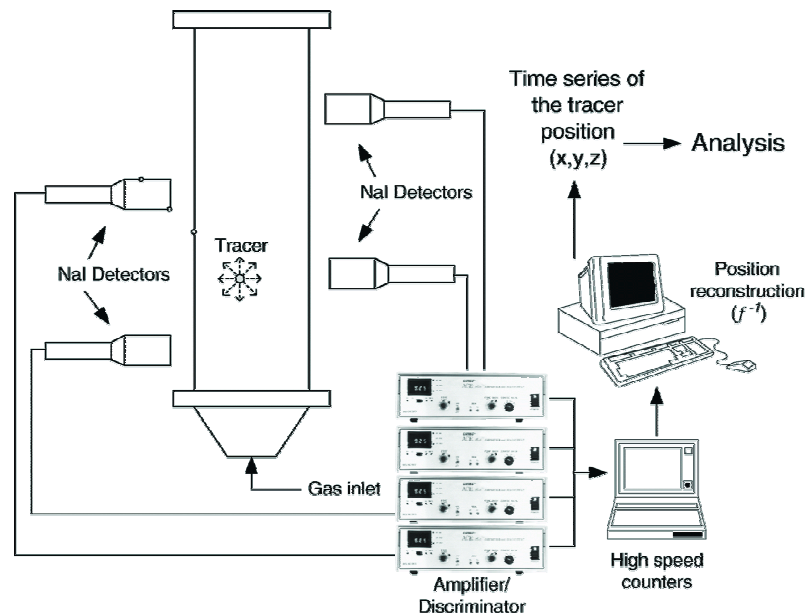 Time series of
the tracer
position
(x,y,z)
Analysis
NaI Detectors
Tracer
NaI Detectors
Position
reconstruction
(f⁻¹)
Gas inlet
High speed
counters
Amplifier/
Discriminator